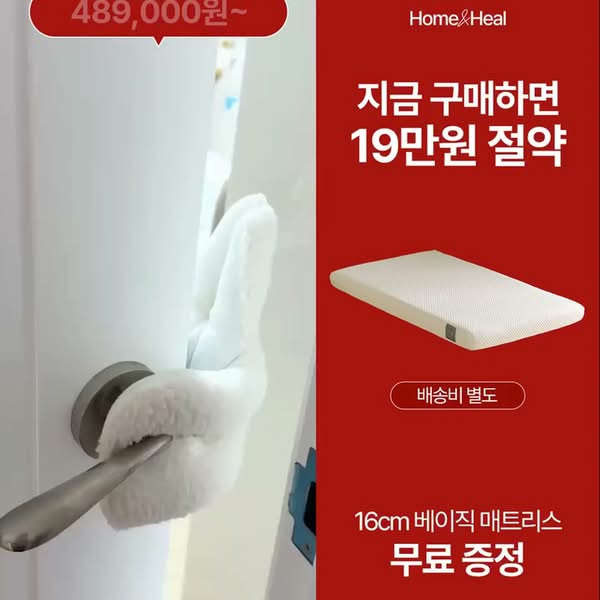 489,000원~
Home&Heal
지금 구매하면
19만원 절약
배송비 별도
16cm 베이직 매트리스
무료 증정